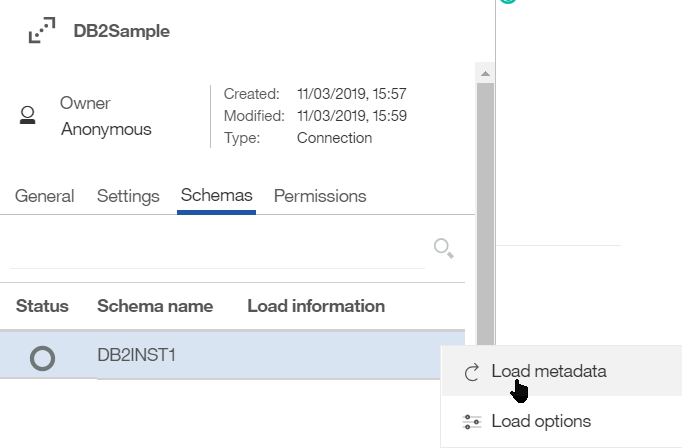 DB2Sample
Owner
Anonymous
Created: 11/03/2019, 15:57
Modified: 11/03/2019, 15:59
Type: Connection
General Settings Schemas Permissions
Status Schema name Load information
DB2INST1
Load metadata
Load options